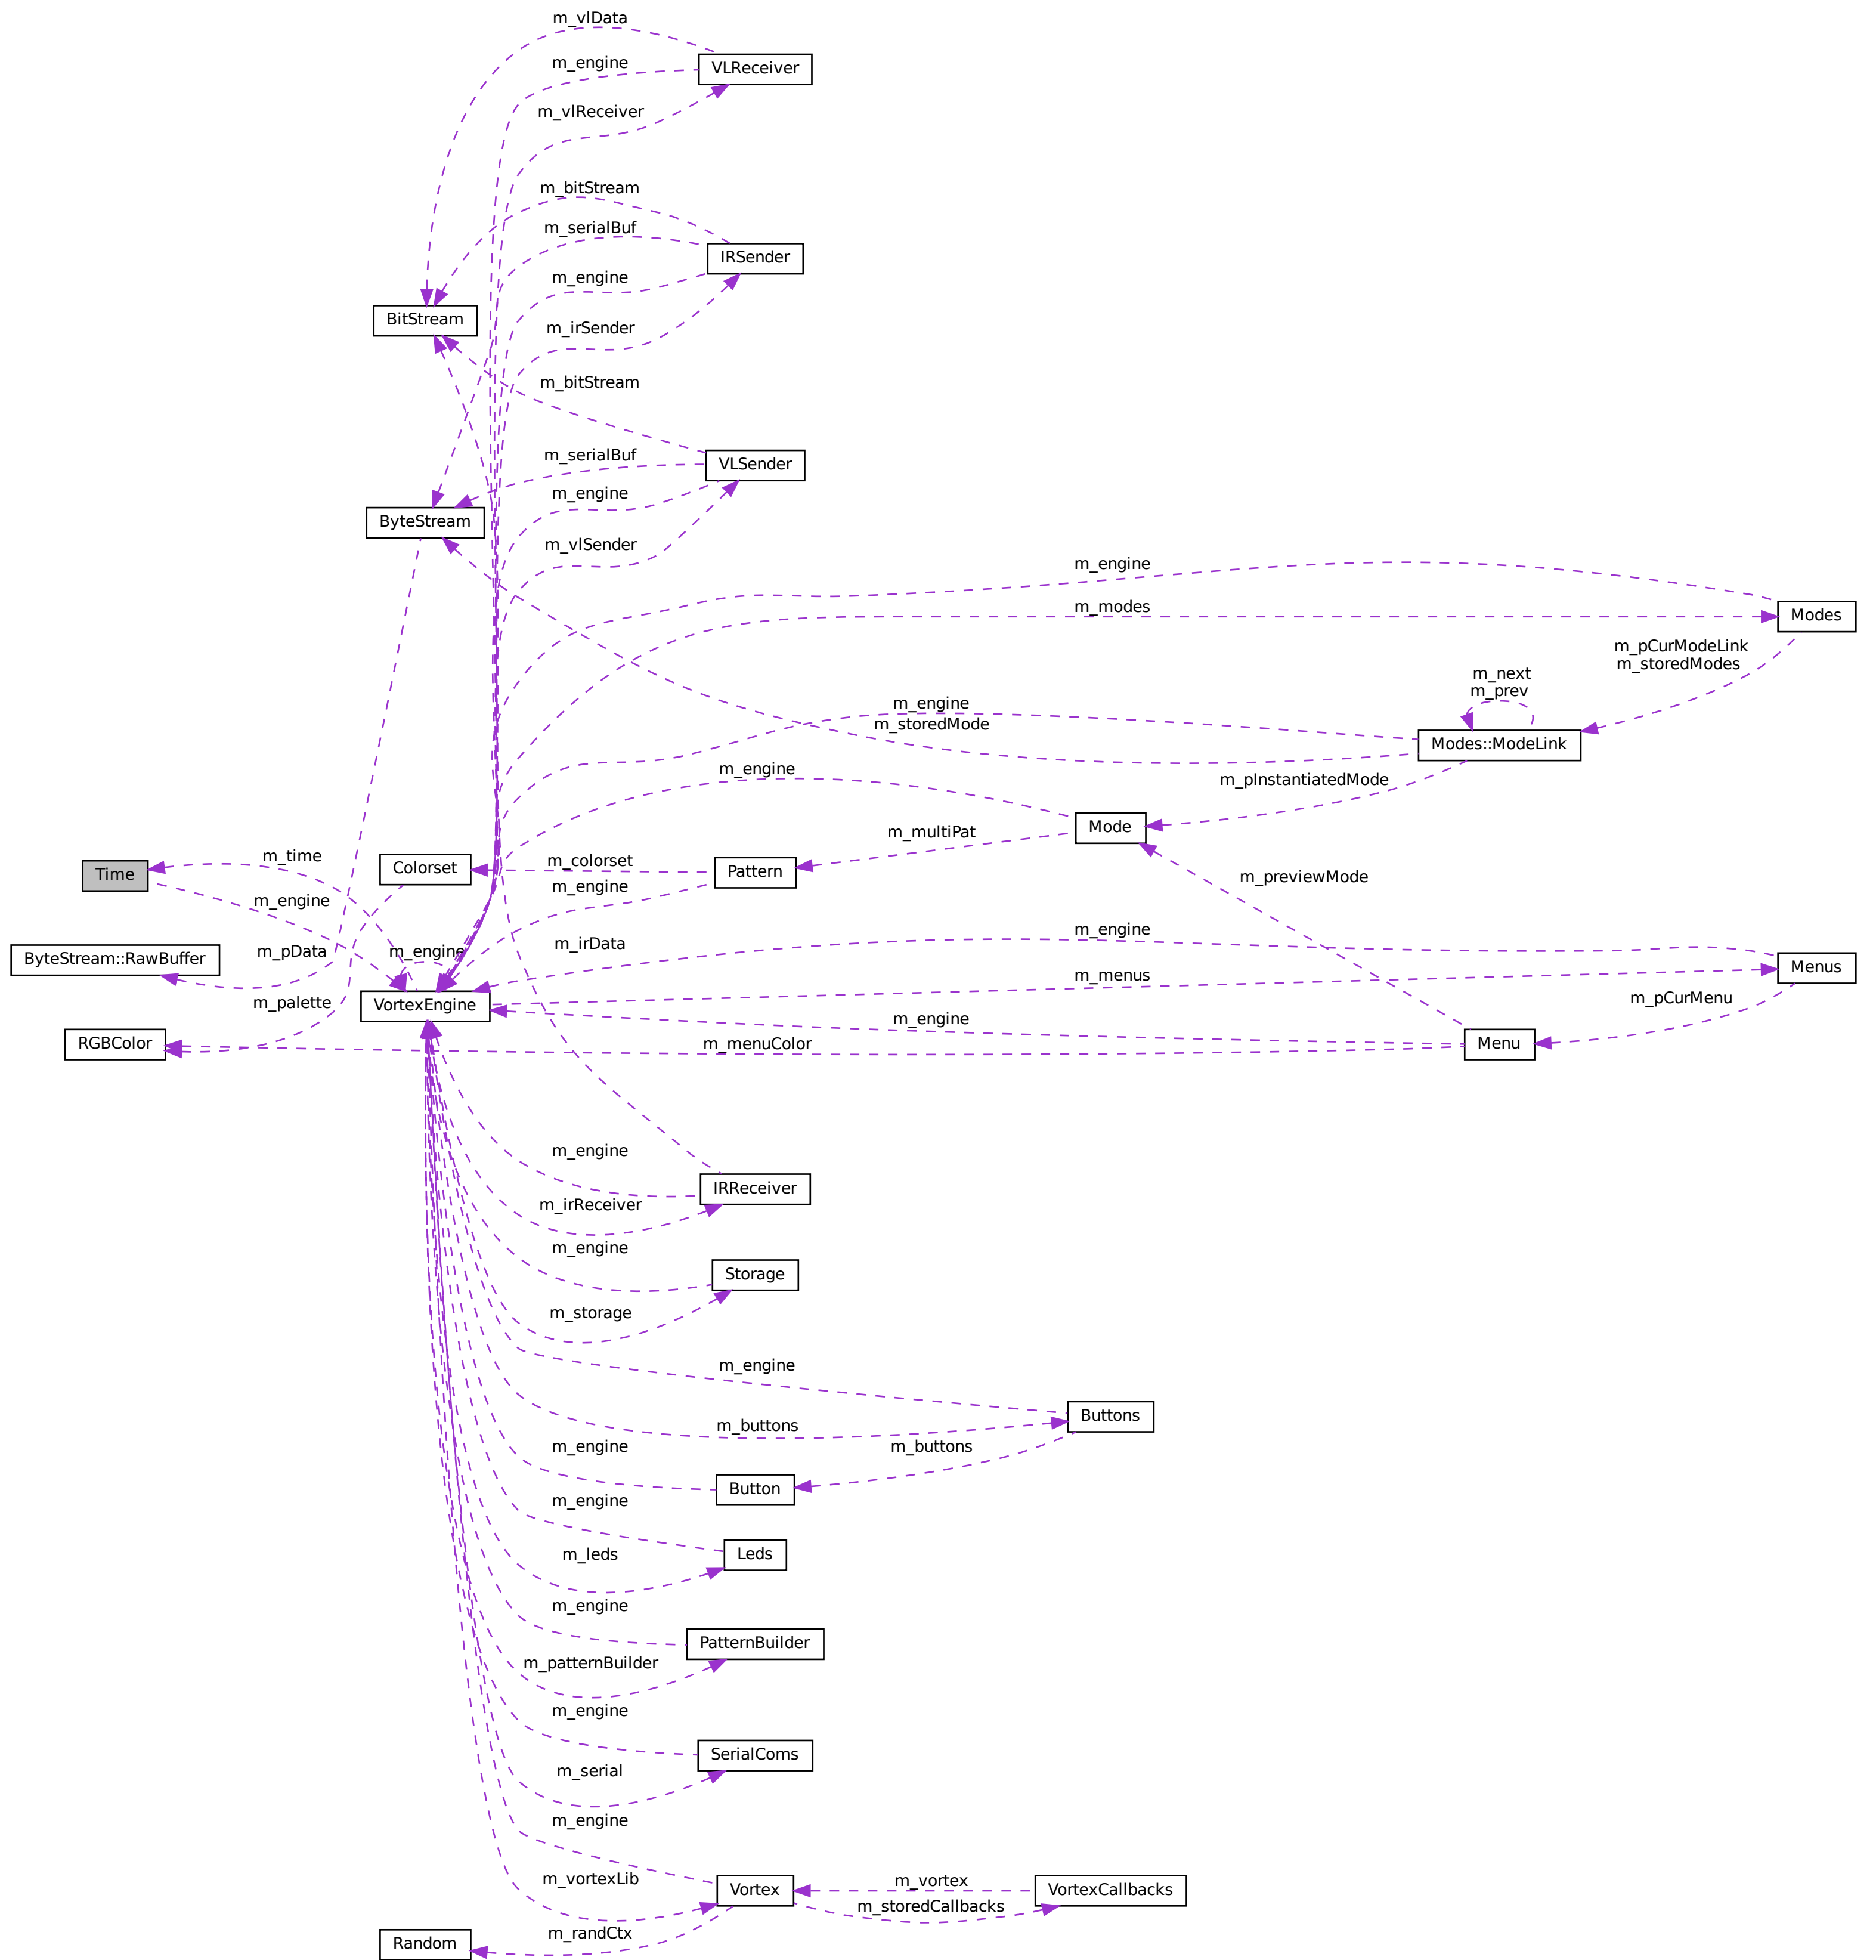 m_vlData
VLReceiver
m_engine
m_vlReceiver
m_bitStream
m_serialBuf
IRSender
m_engine
BitStream
m_irSender
m_bitStream
m_serialBuf
VLSender
m_engine
ByteStream
m_vlSender
m_engine
m_modes
Modes
m_pCurModeLink
m_storedModes
m_next
m_prev
m_engine
m_storedMode
Modes::ModeLink
m_engine
m_pInstantiatedMode
Mode
m_multiPat
m_time
Time
Colorset
m_colorset
Pattern
m_previewMode
m_engine
m_engine
m_engine
m_irData
m_engine
m_pData
ByteStream::RawBuffer
Menus
m_menus
m_palette
VortexEngine
m_pCurMenu
m_engine
RGBColor
m_menuColor
Menu
m_engine
IRReceiver
m_irReceiver
m_engine
Storage
m_storage
m_engine
Buttons
m_buttons
m_engine
m_buttons
Button
m_engine
Leds
m_leds
m_engine
PatternBuilder
m_patternBuilder
m_engine
SerialComs
m_serial
m_engine
m_vortexLib
Vortex
m_vortex
VortexCallbacks
m_storedCallbacks
Random
m_randCtx